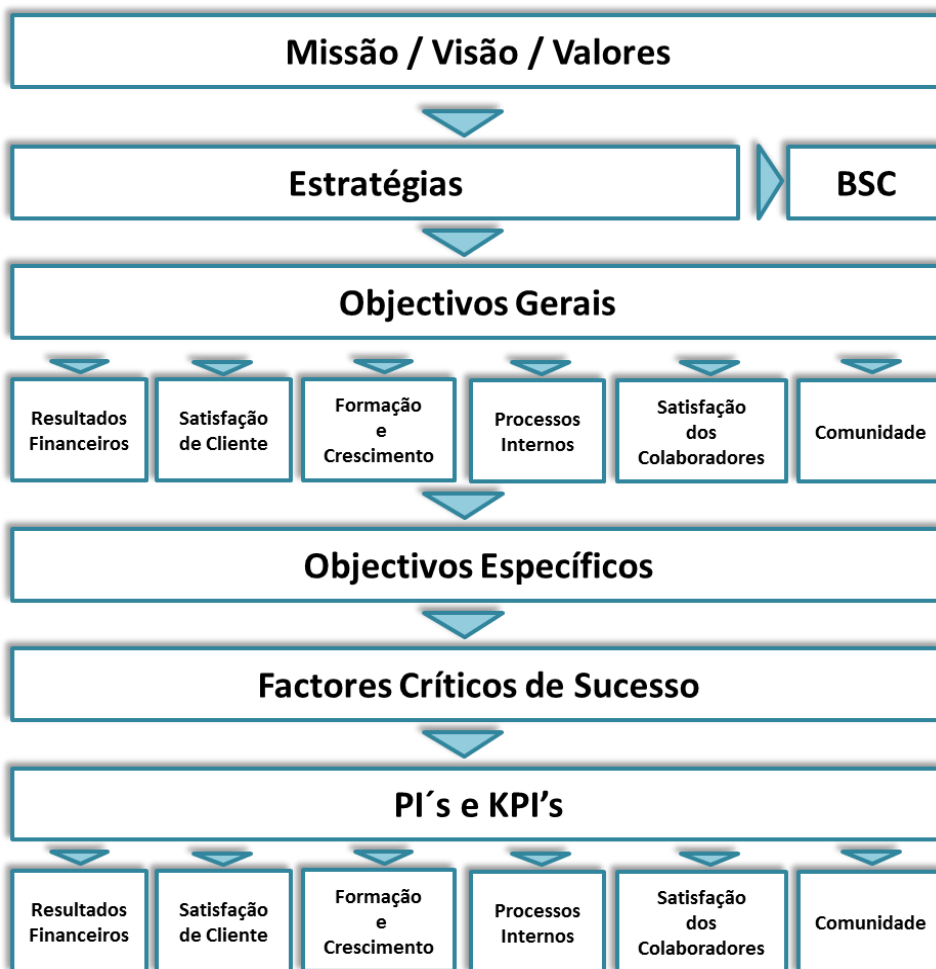 Missão / Visão / Valores
Estratégias
BSC
Objectivos Gerais
Resultados
Financeiros
Satisfação
de Cliente
Formação
e
Crescimento
Processos
Internos
Satisfação
dos
Colaboradores
Comunidade
Objectivos Específicos
Factores Críticos de Sucesso
PI´s e KPI’s
Resultados
Financeiros
Satisfação
de Cliente
Formação
e
Crescimento
Processos
Internos
Satisfação
dos
Colaboradores
Comunidade